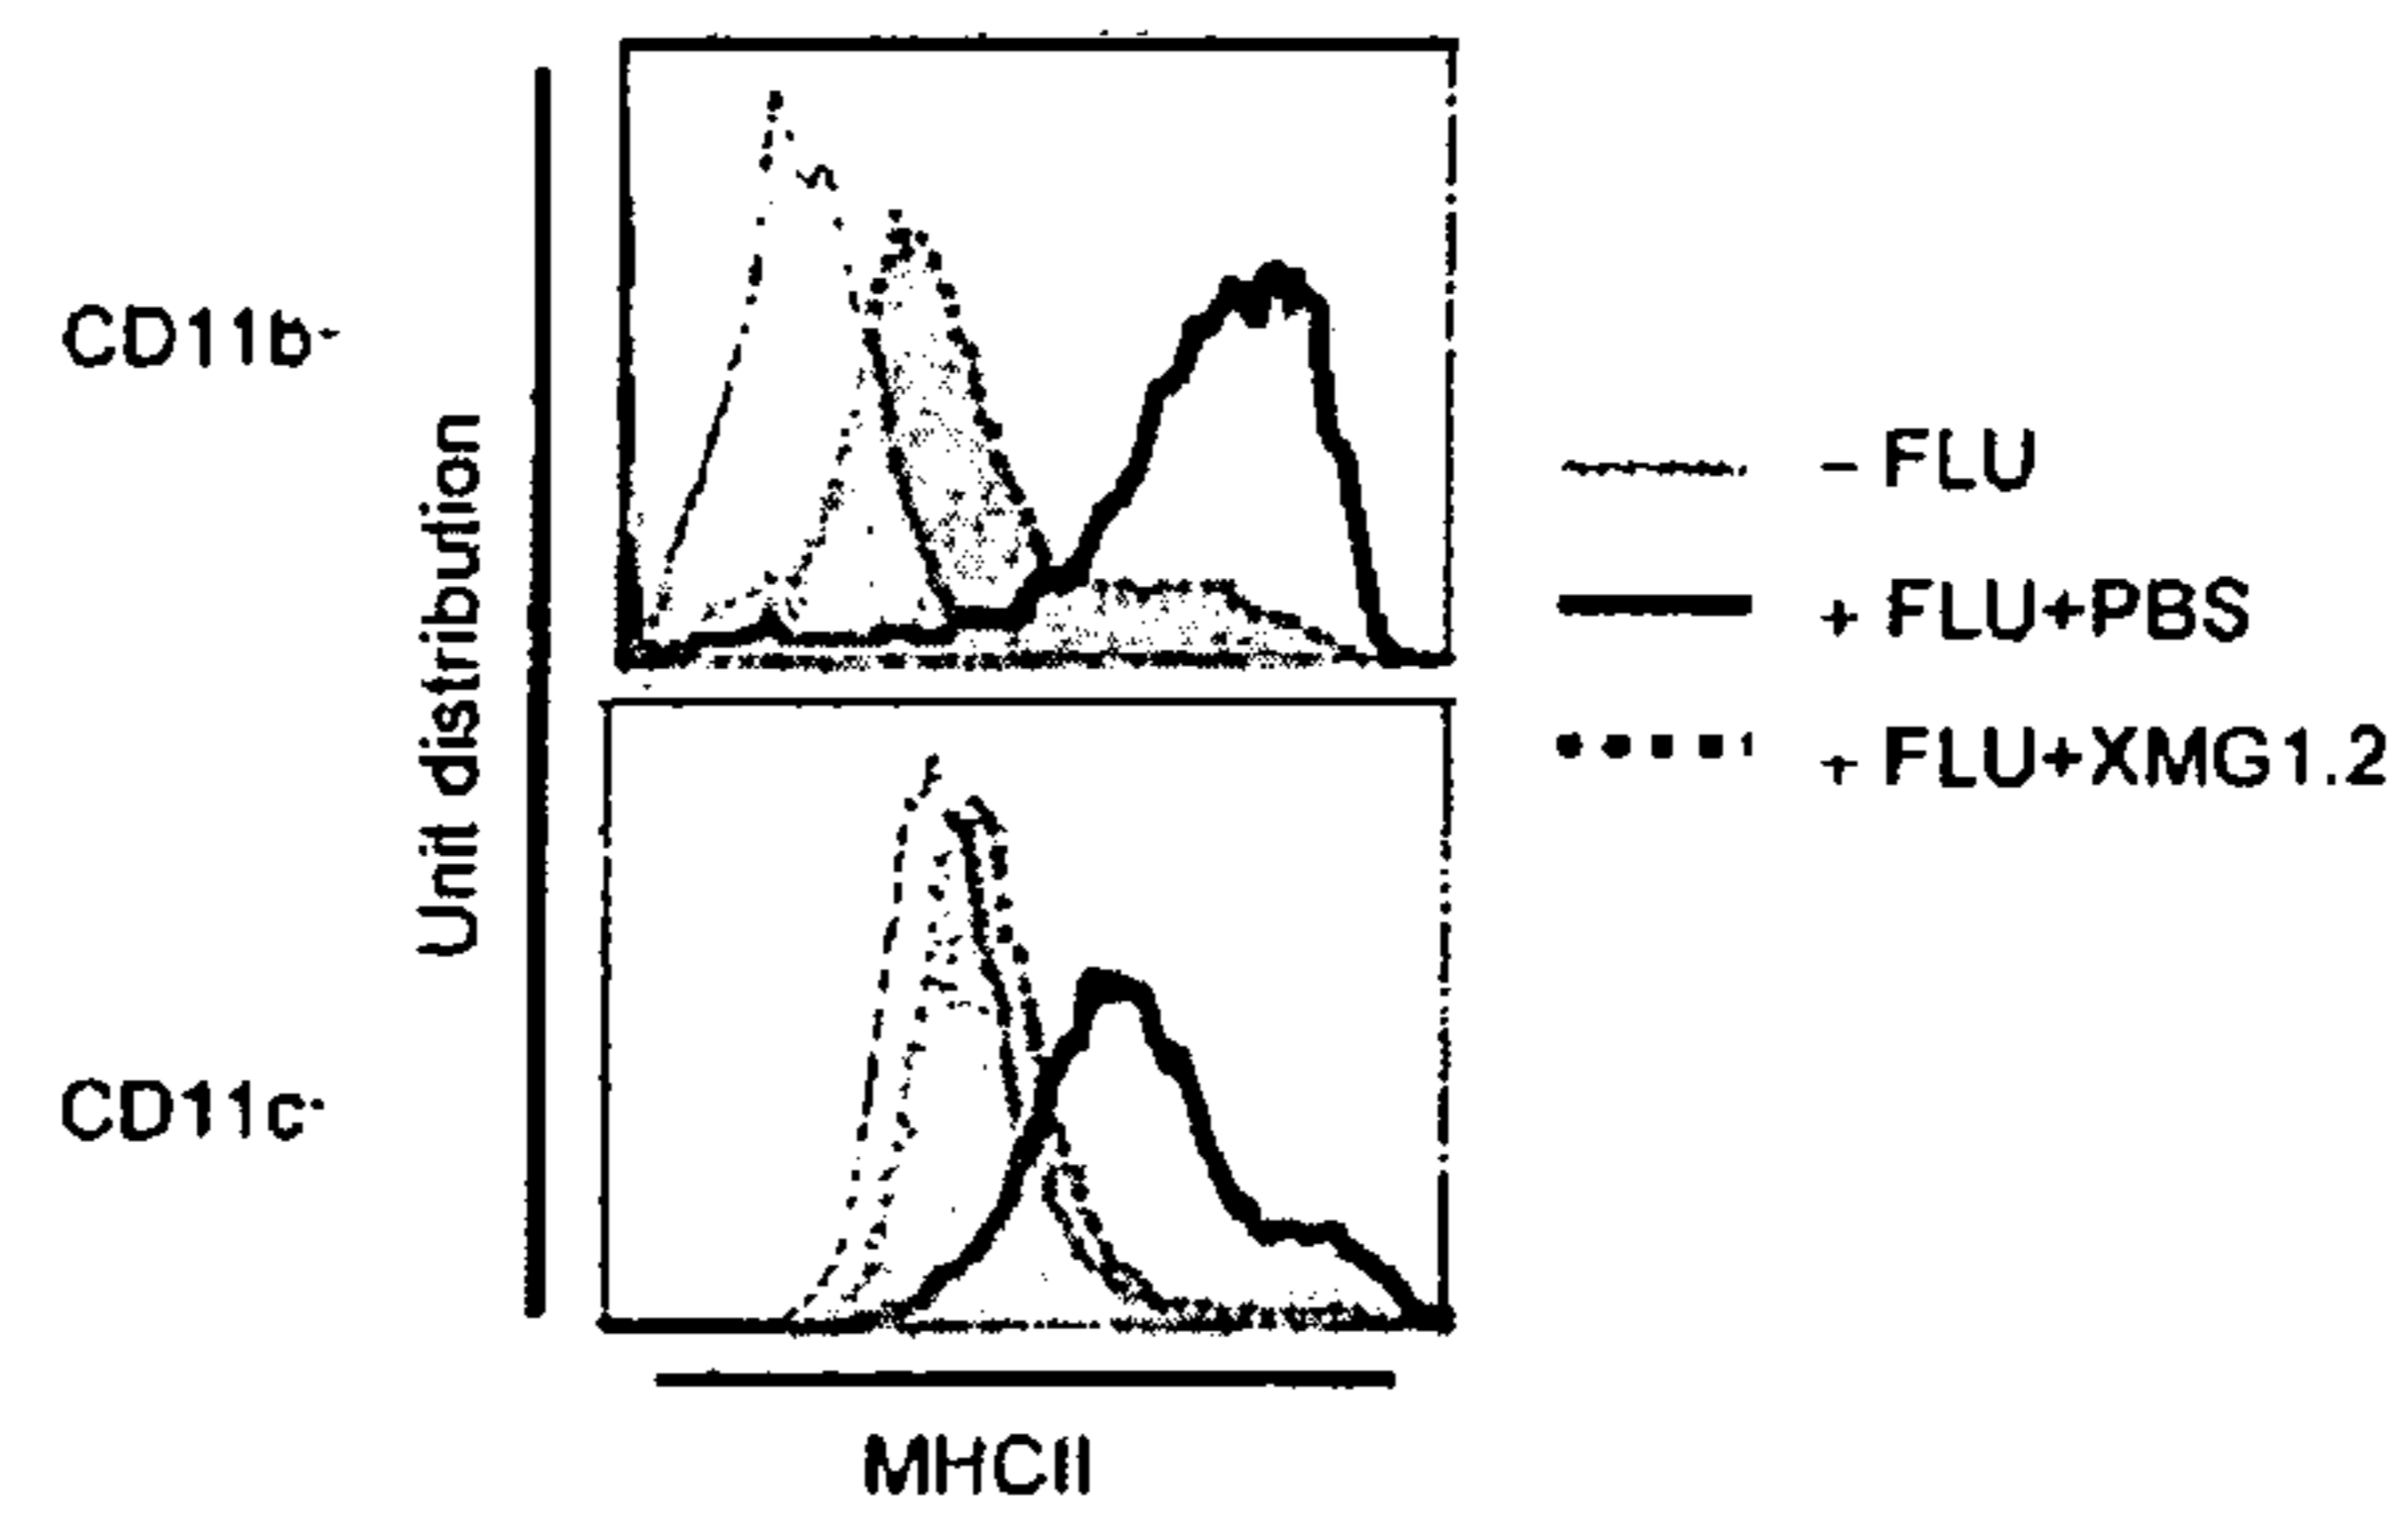 CD11b+
CD11c+
Unit distribution
MHCII
– FLU
+ FLU+PBS
+ FLU+XMG1.2